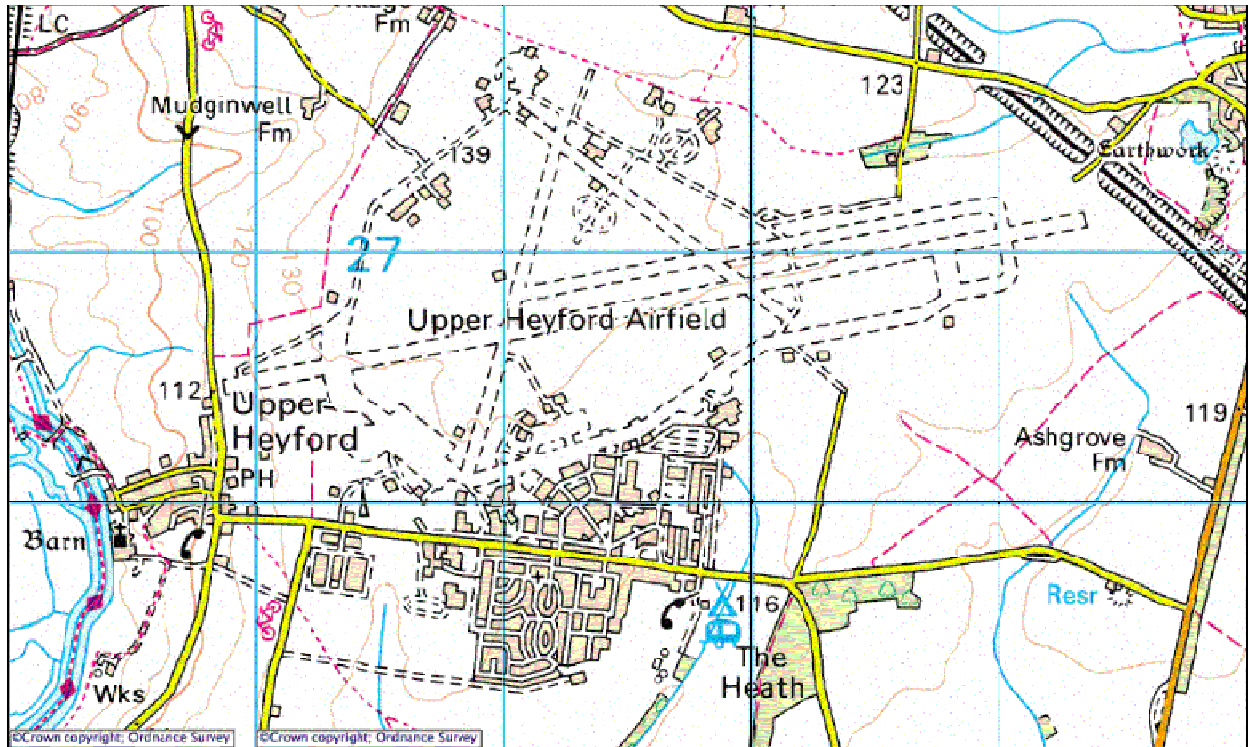 LC
Fm
180
90
Mudginwell
Fm
139
123
Earthwork
100
120
130
27
Upper Heyford Airfield
112
Upper
Heyford
PH
119
Ashgrove
Fm
Barn
116
Resr
The
Heath
Wks
©Crown copyright; Ordnance Survey
©Crown copyright; Ordnance Survey